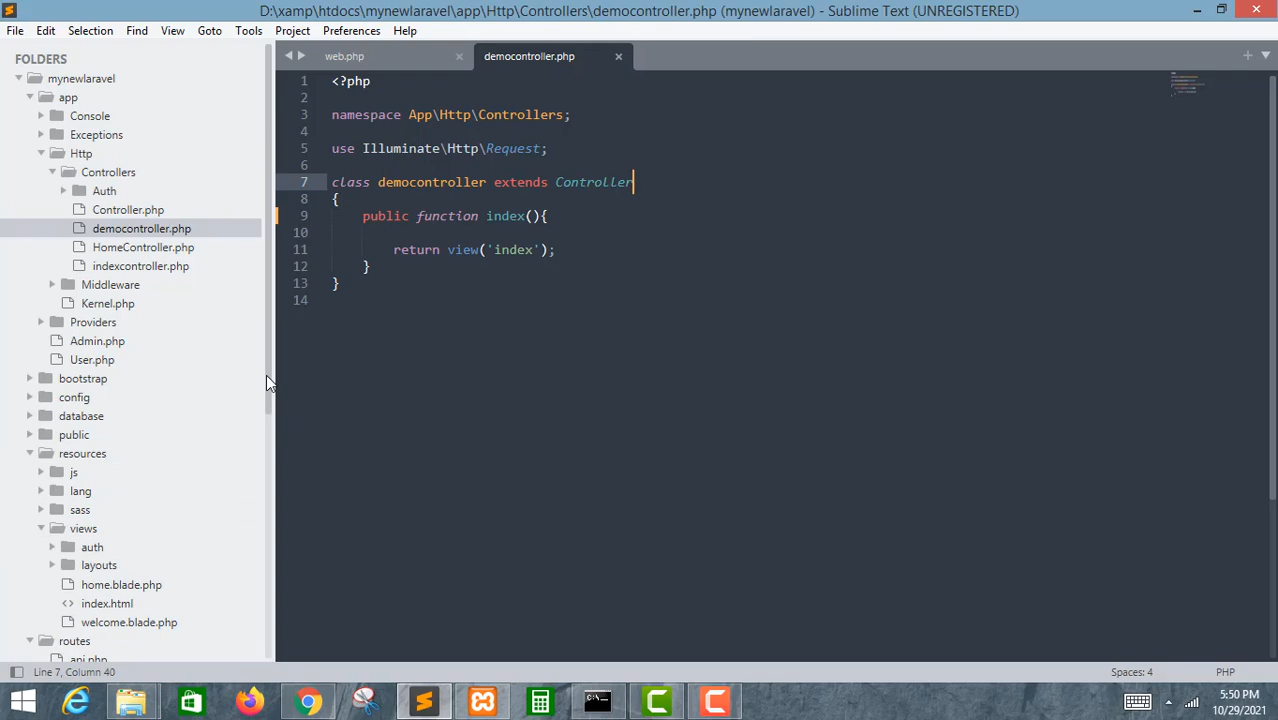 D:\xamp\htdocs\mynewlaravel\app\Http\Controllers\democontroller.php (mynewlaravel) - Sublime Text (UNREGISTERED)
File Edit Selection Find View Goto Tools Project Preferences Help
FOLDERS
mynewlaravel
app
Console
Exceptions
Http
Controllers
Auth
Controller.php
democontroller.php
HomeController.php
indexcontroller.php
Middleware
Kernel.php
Providers
Admin.php
User.php
bootstrap
config
database
public
resources
js
lang
sass
views
auth
layouts
home.blade.php
index.html
welcome.blade.php
routes
api.php
web.php democontroller.php
1 <?php
2
3 namespace App\Http\Controllers;
4
5 use Illuminate\Http\Request;
6
7 class democontroller extends Controller
8 {
9 public function index(){
10
11 return view('index');
12 }
13 }
14
Line 7, Column 40 Spaces: 4 PHP
5:50 PM
10/29/2021